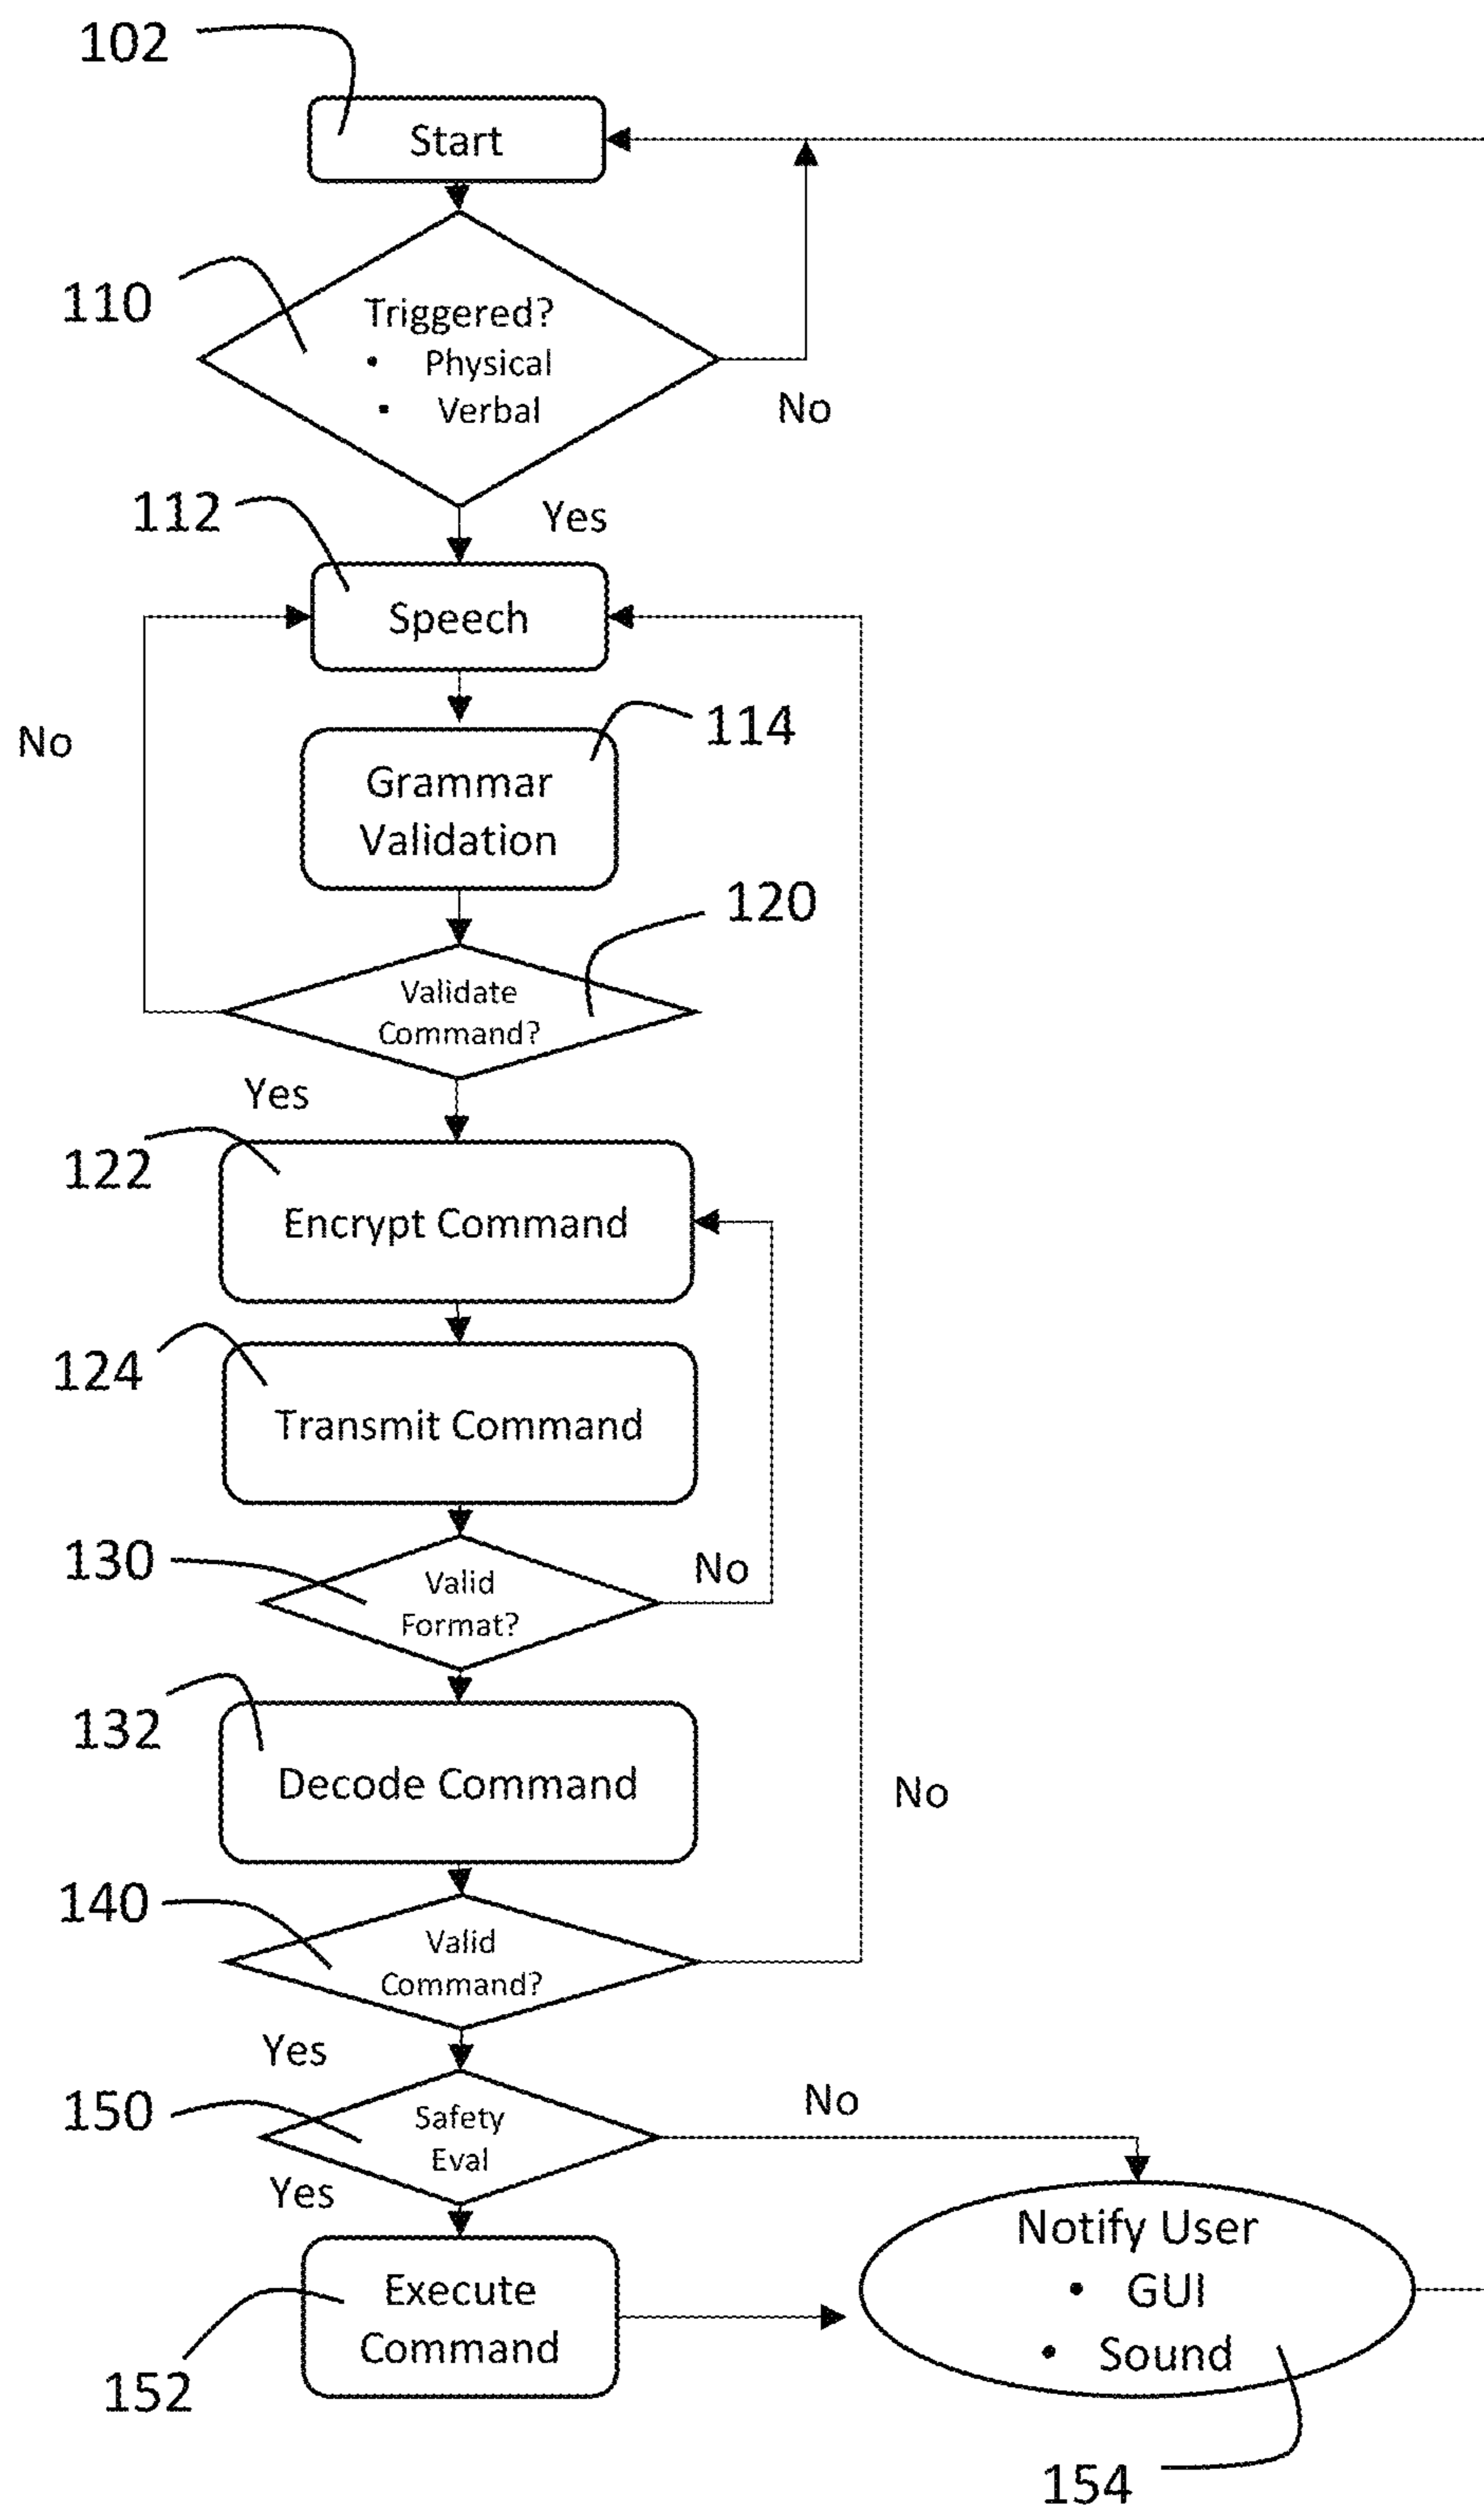 102
Start
110
Triggered?
• Physical
• Verbal
No
112
Yes
Speech
No
114
Grammar
Validation
120
Validate
Command?
Yes
122
Encrypt Command
124
Transmit Command
130
Valid
Format?
No
132
Decode Command
No
140
Valid
Command?
Yes
150
Safety
Eval
No
Yes
Execute
Command
152
Notify User
• GUI
• Sound
154